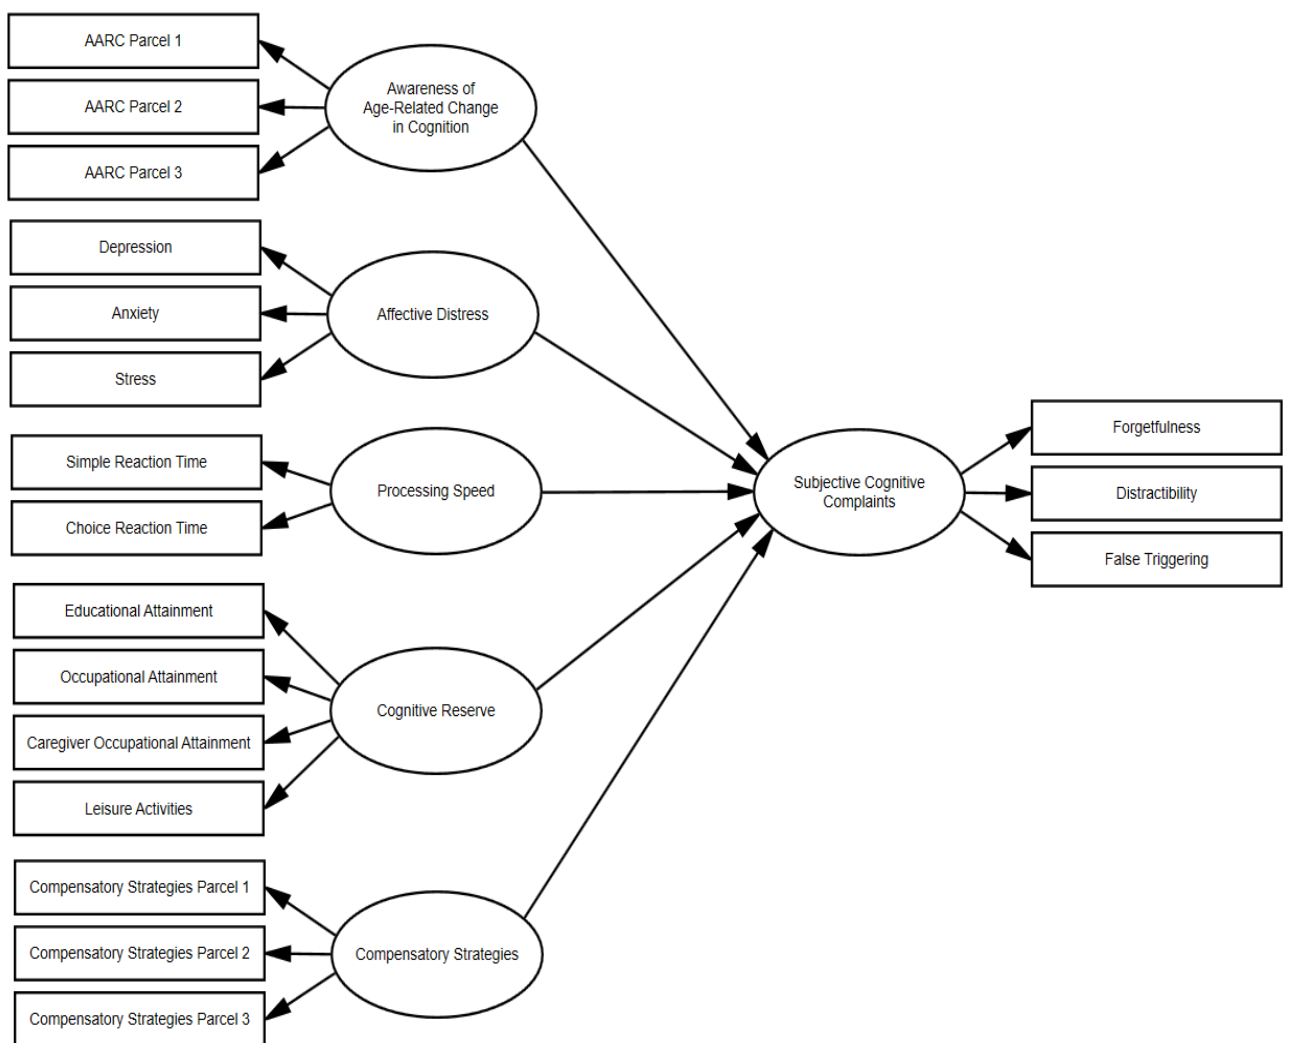 AARC Parcel 1
AARC Parcel 2
AARC Parcel 3
Awareness of
Age-Related Change
in Cognition
Depression
Anxiety
Stress
Affective Distress
Simple Reaction Time
Choice Reaction Time
Processing Speed
Educational Attainment
Occupational Attainment
Caregiver Occupational Attainment
Leisure Activities
Cognitive Reserve
Compensatory Strategies Parcel 1
Compensatory Strategies Parcel 2
Compensatory Strategies Parcel 3
Compensatory Strategies
Subjective Cognitive
Complaints
Forgetfulness
Distractibility
False Triggering